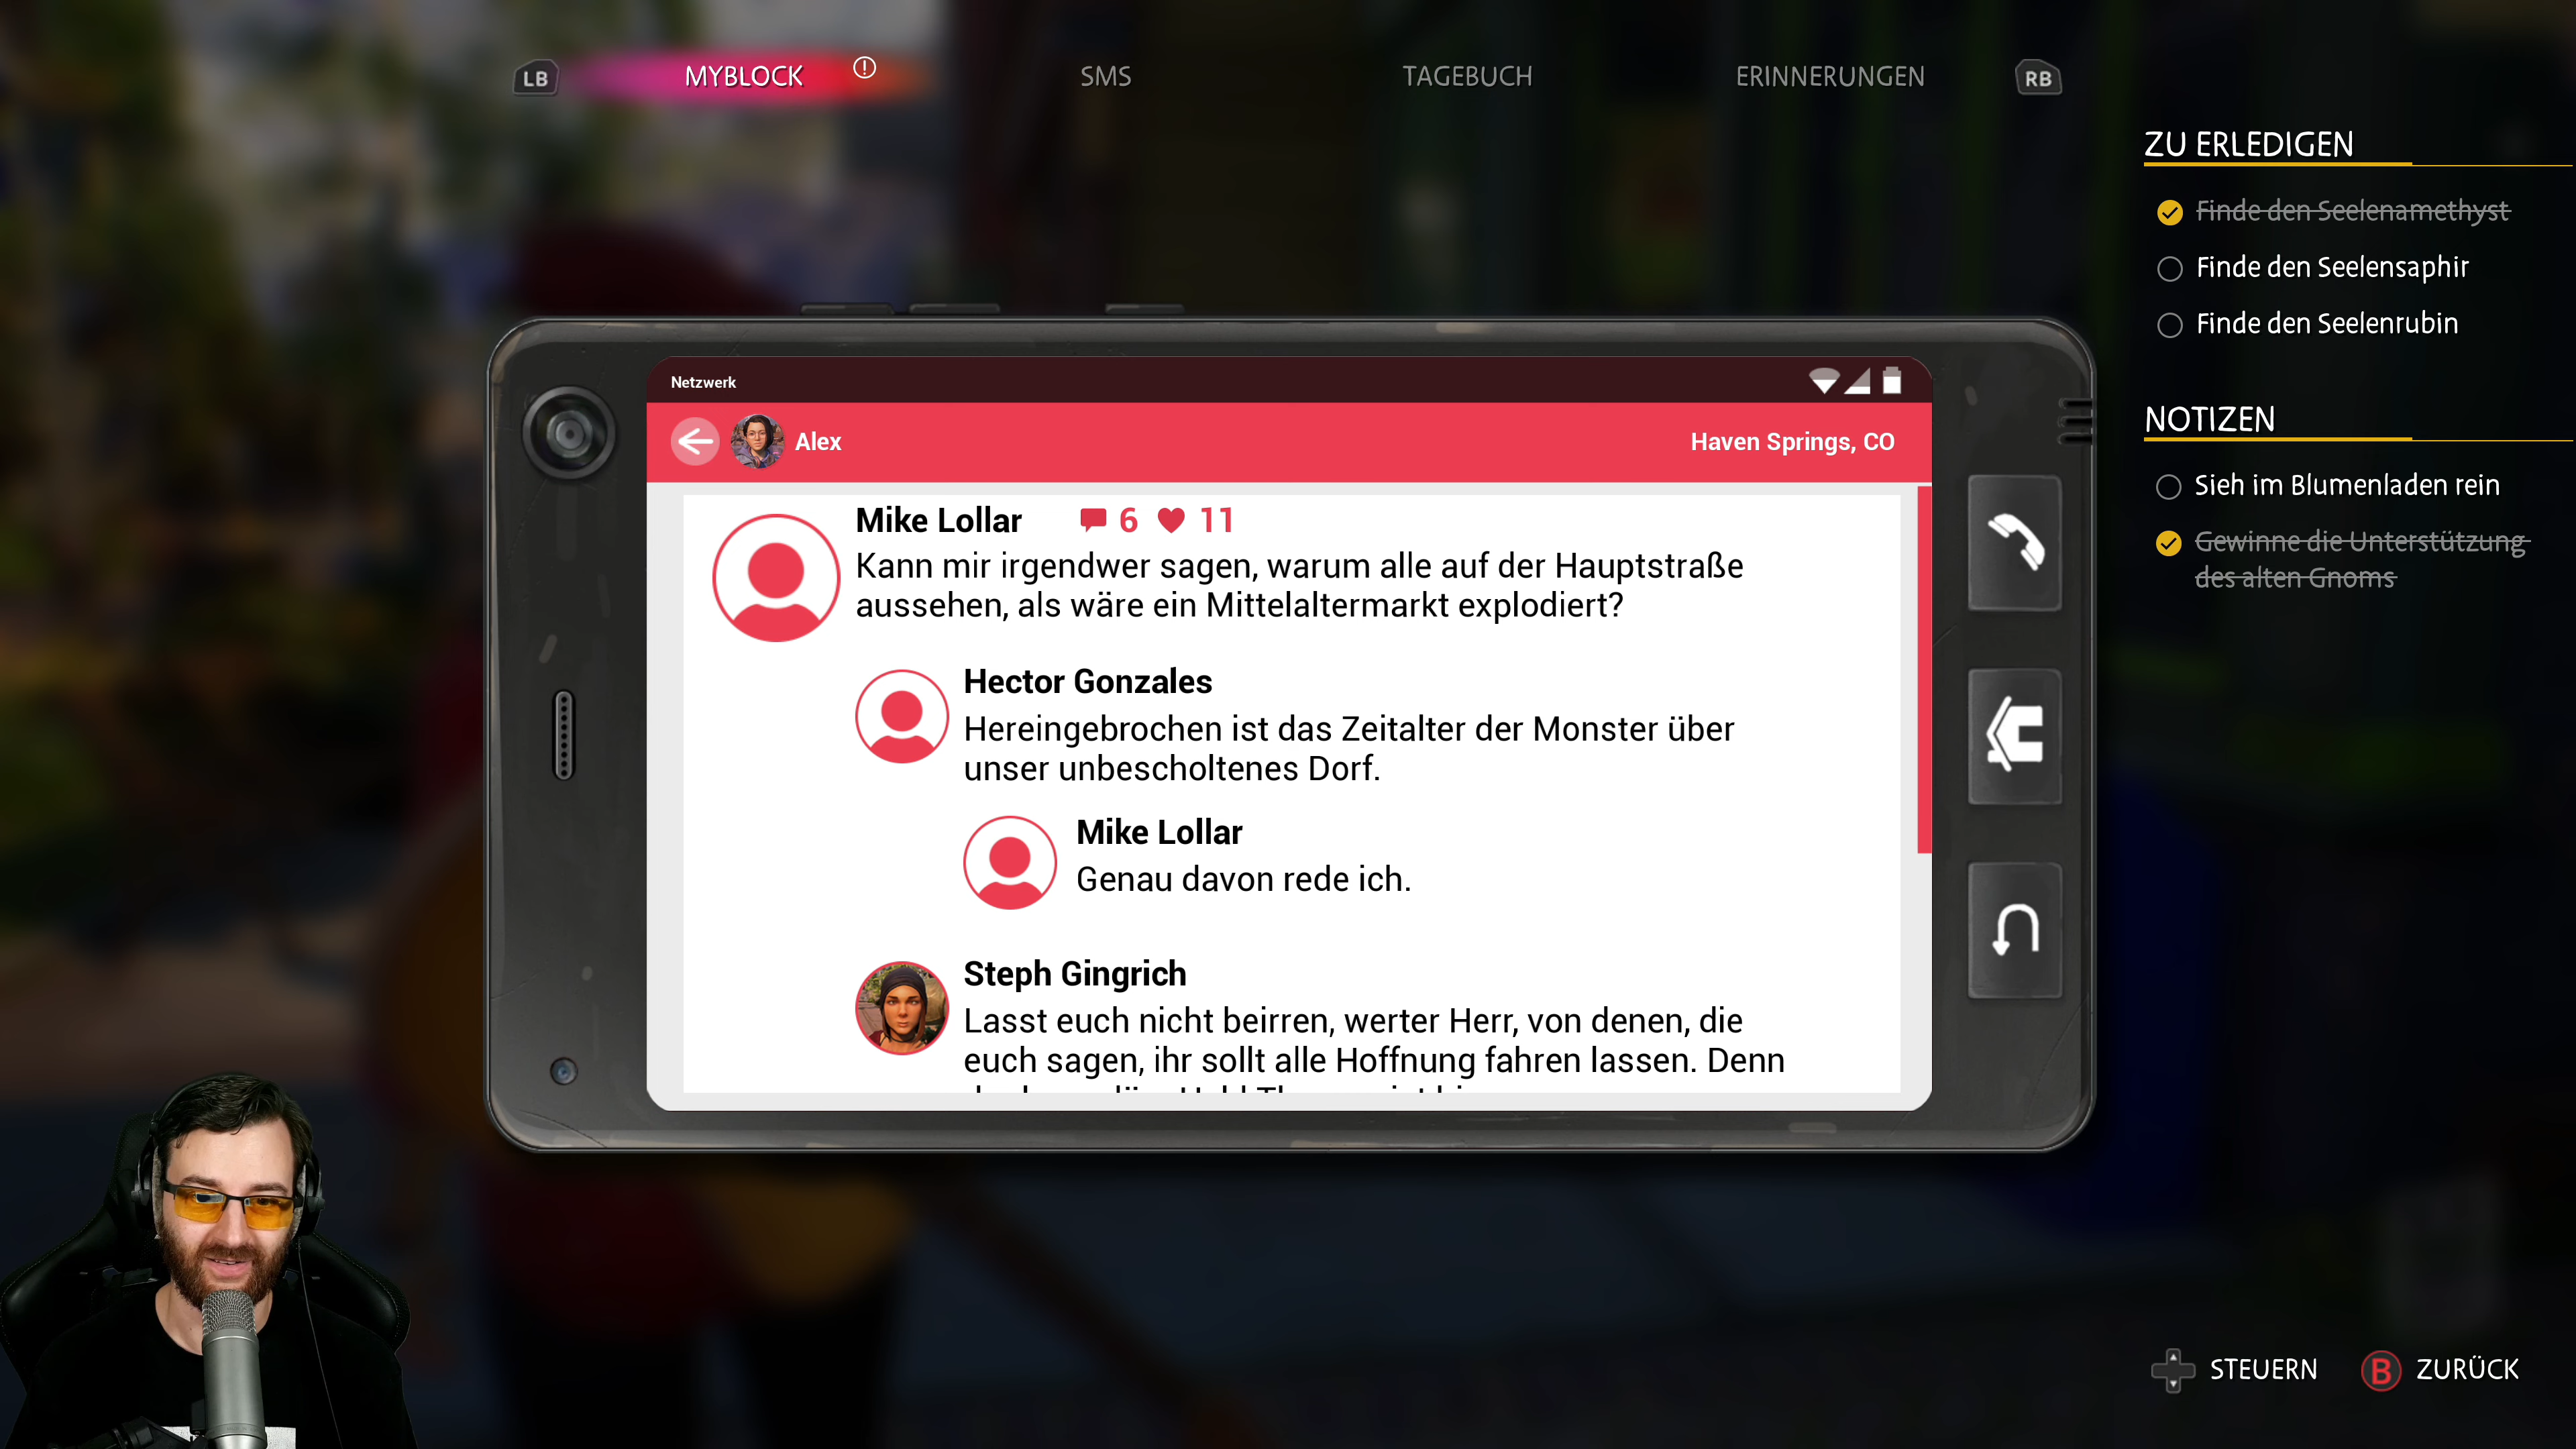 LB
MYBLOCK
SMS
TAGEBUCH
ERINNERUNGEN
RB
ZU ERLEDIGEN
Finde den Seelenamethyst
Finde den Seelensaphir
Finde den Seelenrubin
NOTIZEN
Sieh im Blumenladen rein
Gewinne die Unterstützung
des alten Gnoms
Netzwerk
Alex
Haven Springs, CO
Mike Lollar 6 11
Kann mir irgendwer sagen, warum alle auf der Hauptstraße
aussehen, als wäre ein Mittelaltermarkt explodiert?
Hector Gonzales
Hereingebrochen ist das Zeitalter der Monster über
unser unbescholtenes Dorf.
Mike Lollar
Genau davon rede ich.
Steph Gingrich
Lasst euch nicht beirren, werter Herr, von denen, die
euch sagen, ihr sollt alle Hoffnung fahren lassen. Denn
STEUERN
B ZURÜCK